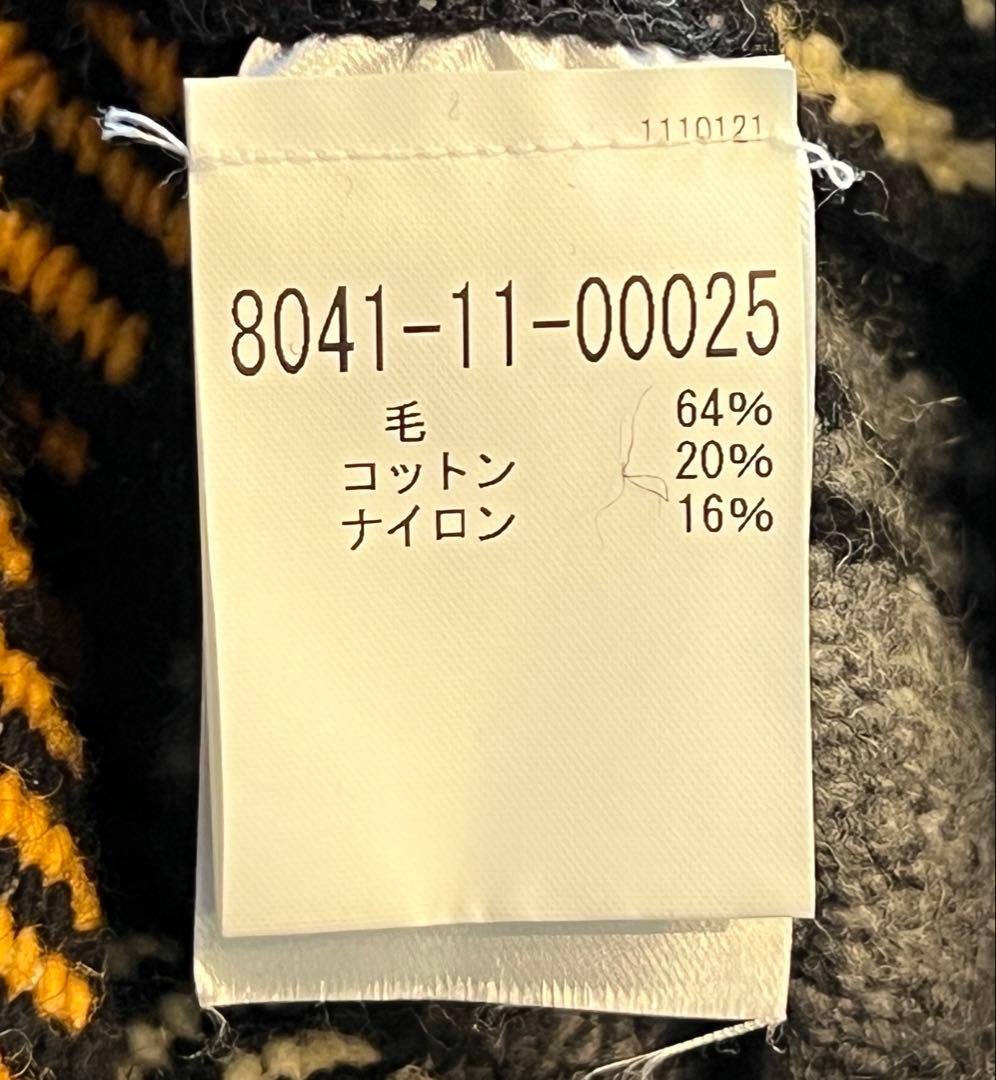 1110121
8041-11-00025
毛 64%
コットン 20%
ナイロン 16%